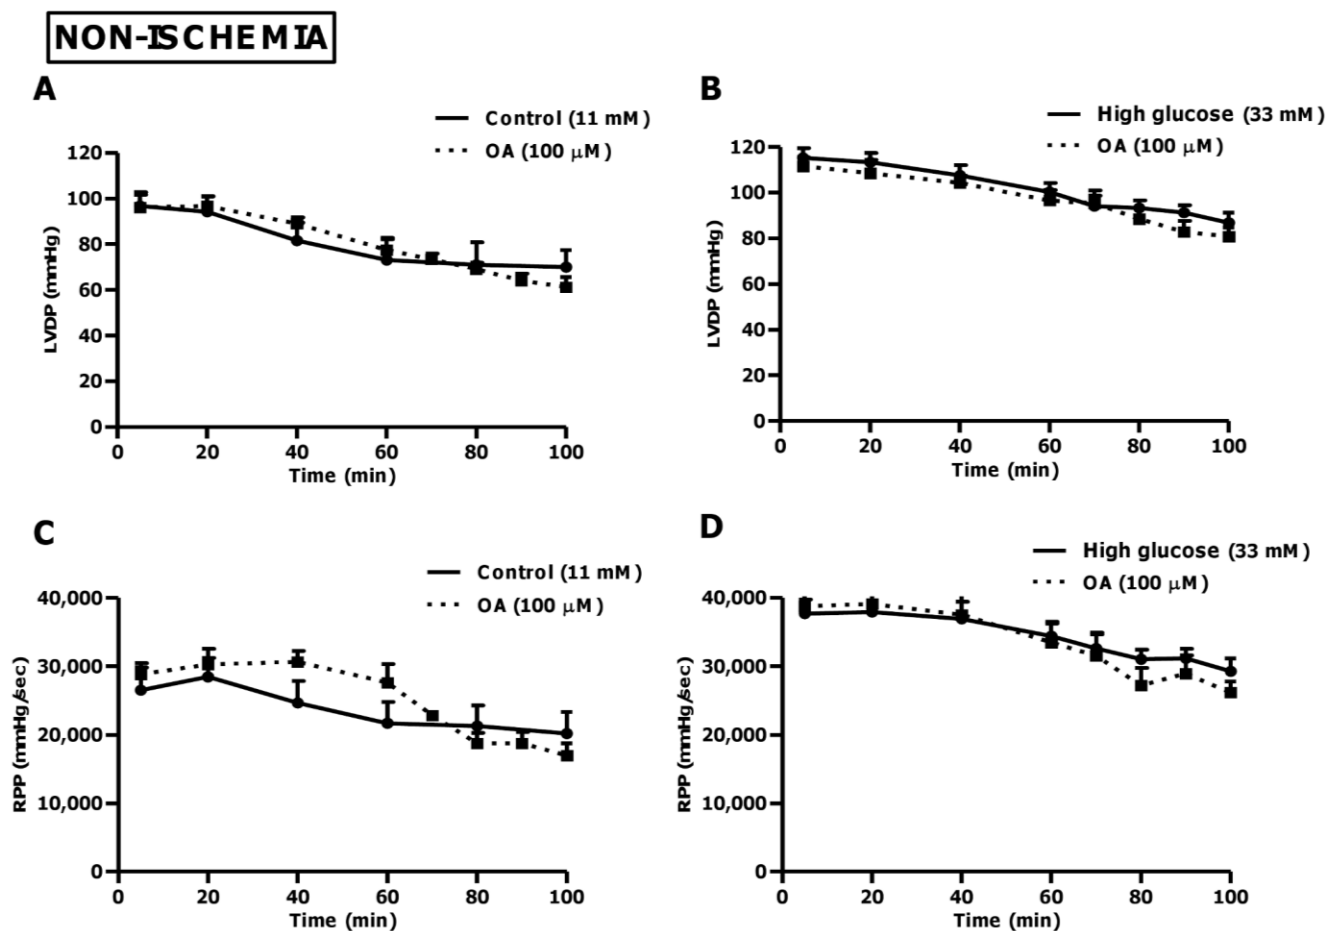 NON-ISCHEMIA
A
Control (11 mM)
OA (100 μM)
120
100
80
60
40
20
0
LVDP (mmHg)
0 20 40 60 80 100
Time (min)
B
High glucose (33 mM)
OA (100 μM)
120
100
80
60
40
20
0
LVDP (mmHg)
0 20 40 60 80 100
Time (min)
C
Control (11 mM)
OA (100 μM)
40,000
30,000
20,000
10,000
0
RPP (mmHg/sec)
0 20 40 60 80 100
Time (min)
D
High glucose (33 mM)
OA (100 μM)
40,000
30,000
20,000
10,000
0
RPP (mmHg/sec)
0 20 40 60 80 100
Time (min)